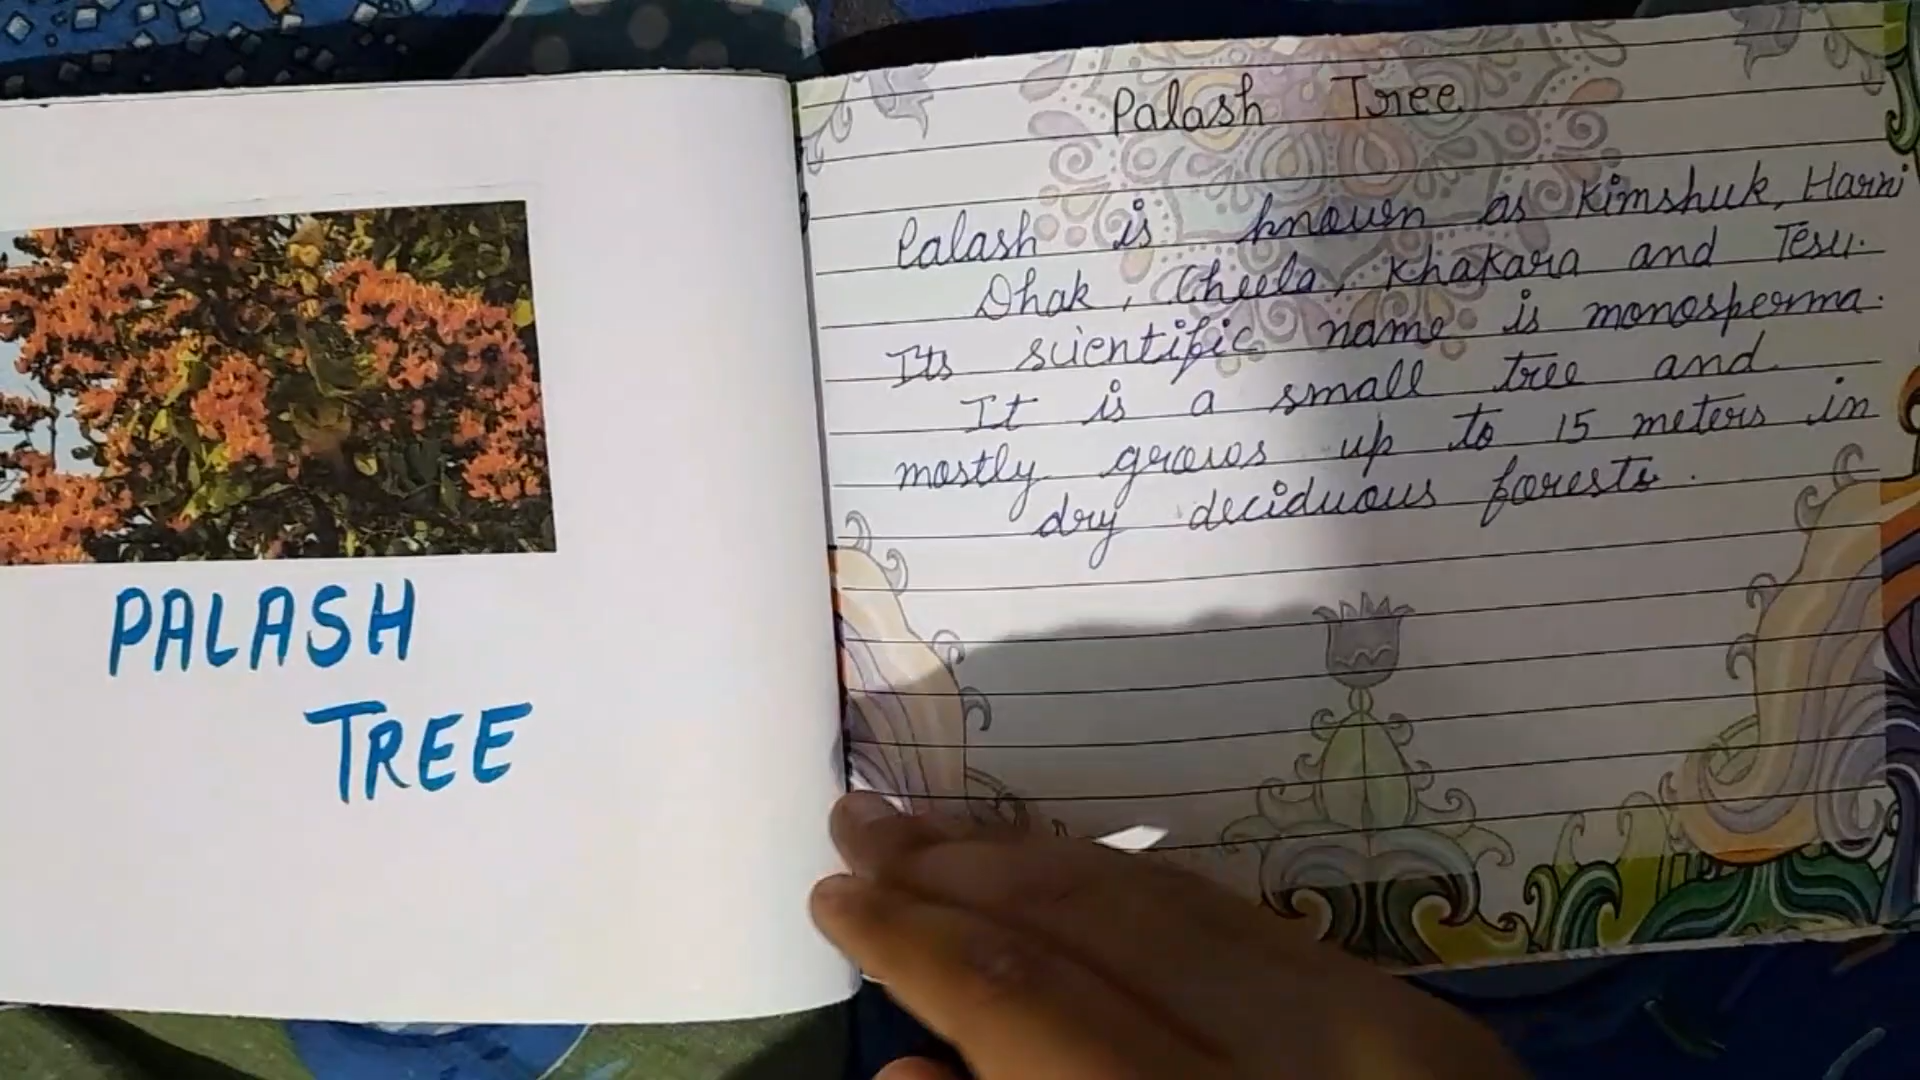 PALASH
TREE
Palash Tree
Palash is known as Kimshuk, Harni
Dhak, Cheela, Khakara and Tesu.
Its scientific name is monosperma.
It is a small tree and
mostly grows up to 15 meters in
dry deciduous forests.